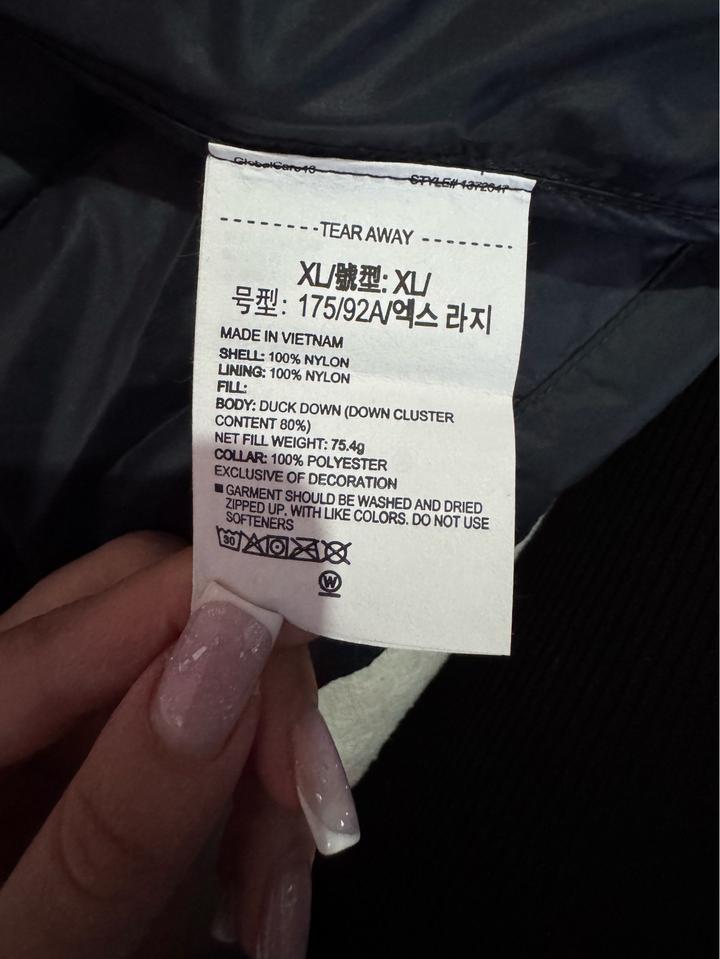 GlobalCare40
STYLE# 1372047
--------TEAR AWAY --------
XL/號型: XL/
号型: 175/92A/엑스 라지
MADE IN VIETNAM
SHELL: 100% NYLON
LINING: 100% NYLON
FILL:
BODY: DUCK DOWN (DOWN CLUSTER
CONTENT 80%)
NET FILL WEIGHT: 75.4g
COLLAR: 100% POLYESTER
EXCLUSIVE OF DECORATION
■ GARMENT SHOULD BE WASHED AND DRIED
ZIPPED UP. WITH LIKE COLORS. DO NOT USE
SOFTENERS
30
W